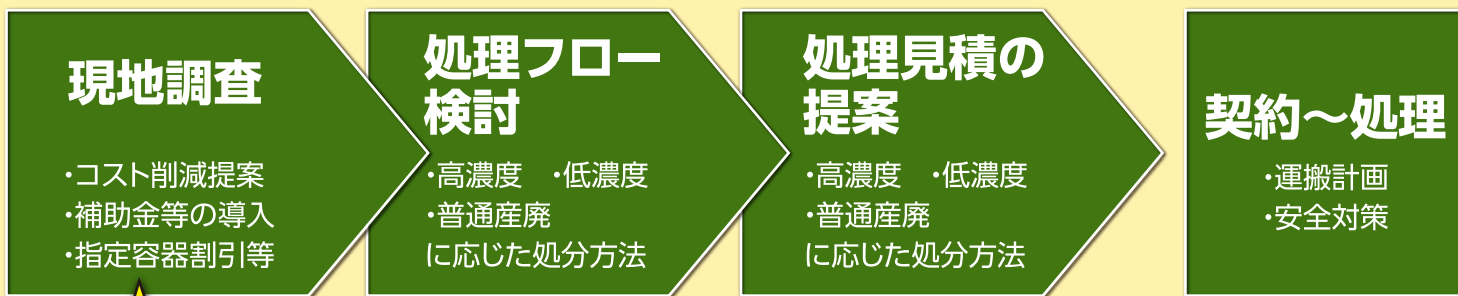 現地調査
・コスト削減提案
・補助金等の導入
・指定容器割引等
処理フロー
検討
・高濃度　・低濃度
・普通産廃
に応じた処分方法
処理見積の
提案
・高濃度　・低濃度
・普通産廃
に応じた処分方法
契約～処理
・運搬計画
・安全対策